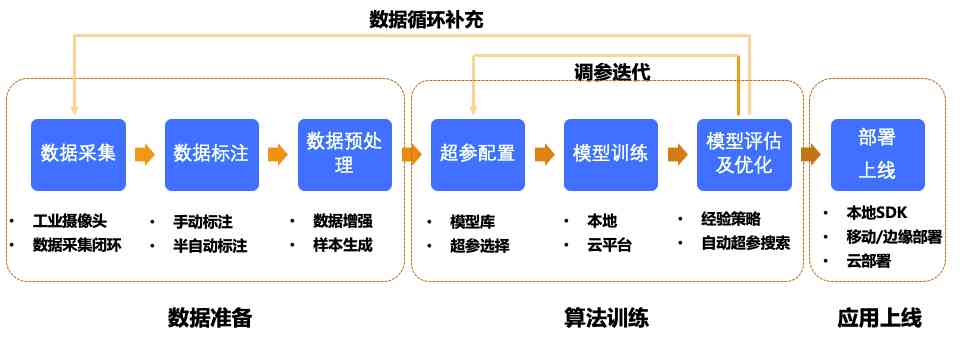 数据循环补充
调参迭代
数据采集
数据标注
数据预处
理
超参配置
模型训练
模型评估
及优化
部署
上线
• 工业摄像头
• 数据采集闭环
• 手动标注
• 半自动标注
• 数据增强
• 样本生成
• 模型库
• 超参选择
• 本地
• 云平台
• 经验策略
• 自动超参搜索
• 本地SDK
• 移动/边缘部署
• 云部署
数据准备
算法训练
应用上线